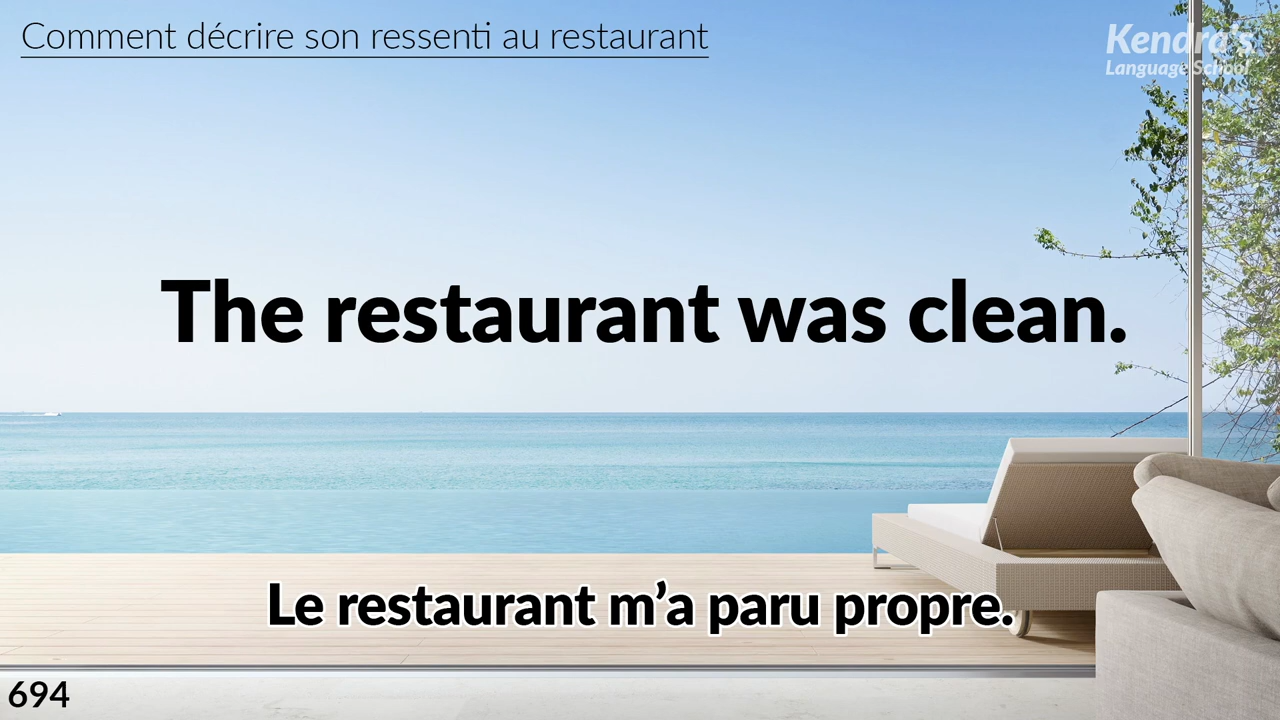 Comment décrire son ressenti au restaurant
Kendra's
Language School
The restaurant was clean.
Le restaurant m’a paru propre.
694